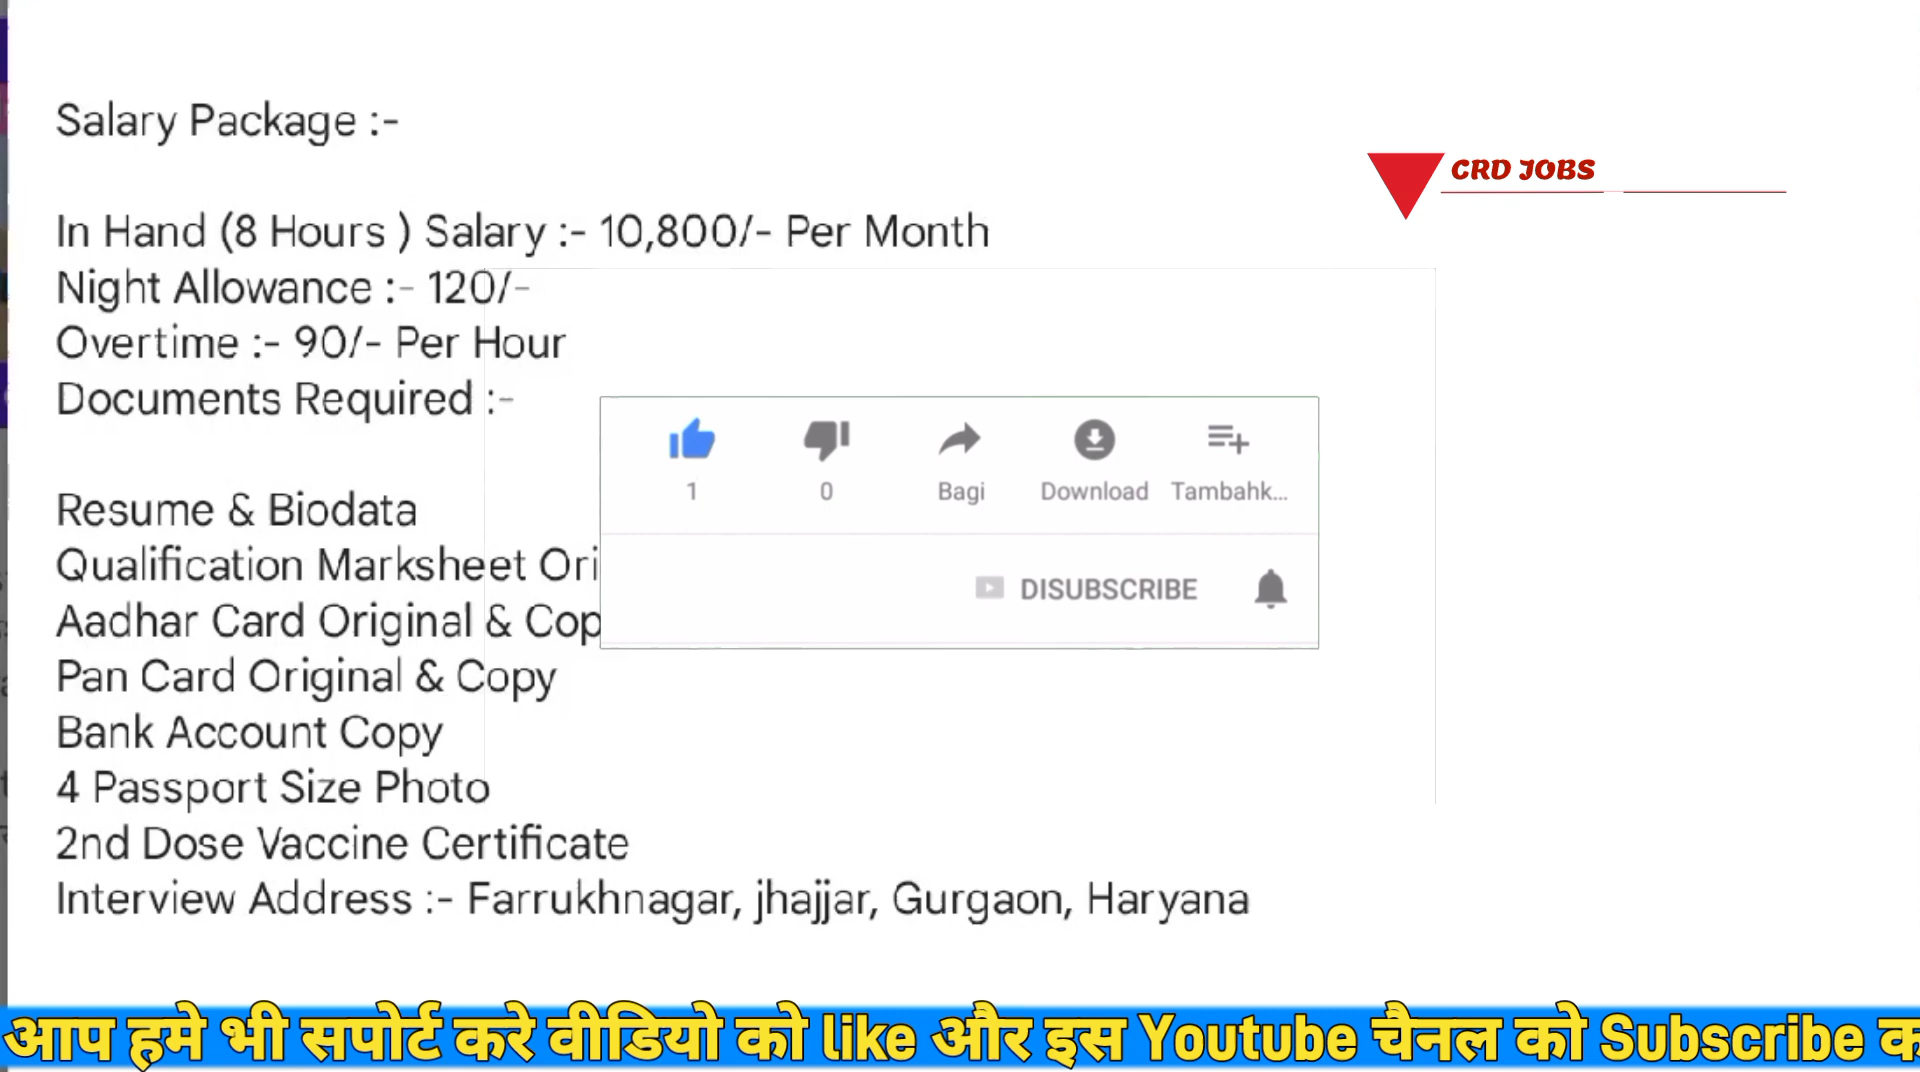 Salary Package :-
CRD JOBS
In Hand (8 Hours ) Salary :- 10,800/- Per Month
Night Allowance :- 120/-
Overtime :- 90/- Per Hour
Documents Required :-
1
0
Bagi
Download
Tambahk...
Resume & Biodata
Qualification Marksheet Ori
DISUBSCRIBE
Aadhar Card Original & Cop
Pan Card Original & Copy
Bank Account Copy
4 Passport Size Photo
2nd Dose Vaccine Certificate
Interview Address :- Farrukhnagar, jhajjar, Gurgaon, Haryana
आप हमे भी सपोर्ट करे वीडियो को like और इस Youtube चैनल को Subscribe क